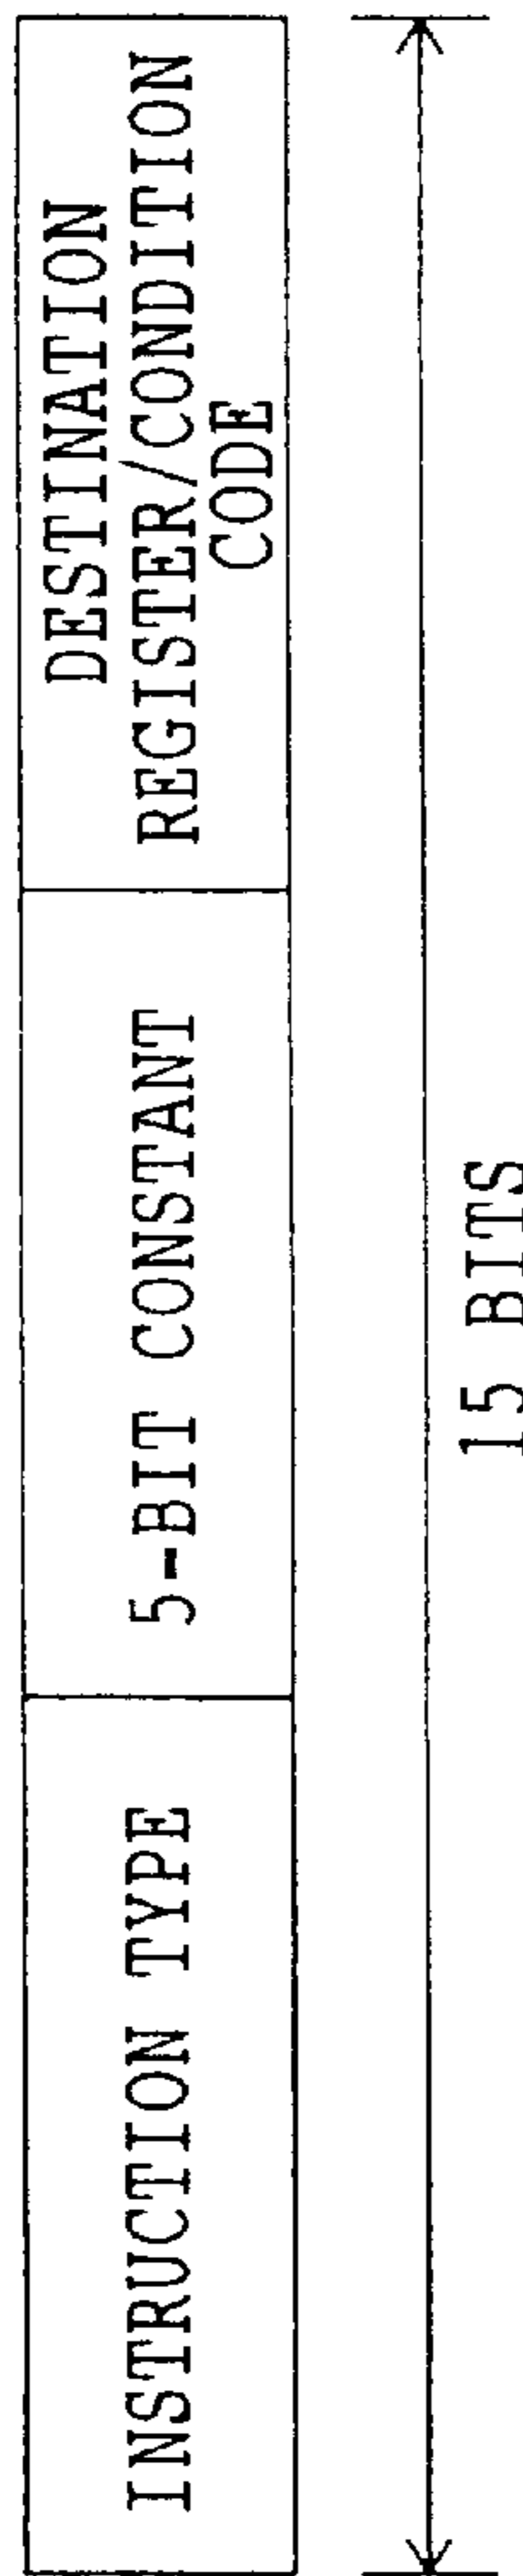 INSTRUCTION TYPE
5-BIT CONSTANT
DESTINATION
REGISTER/CONDITION
CODE
15 BITS